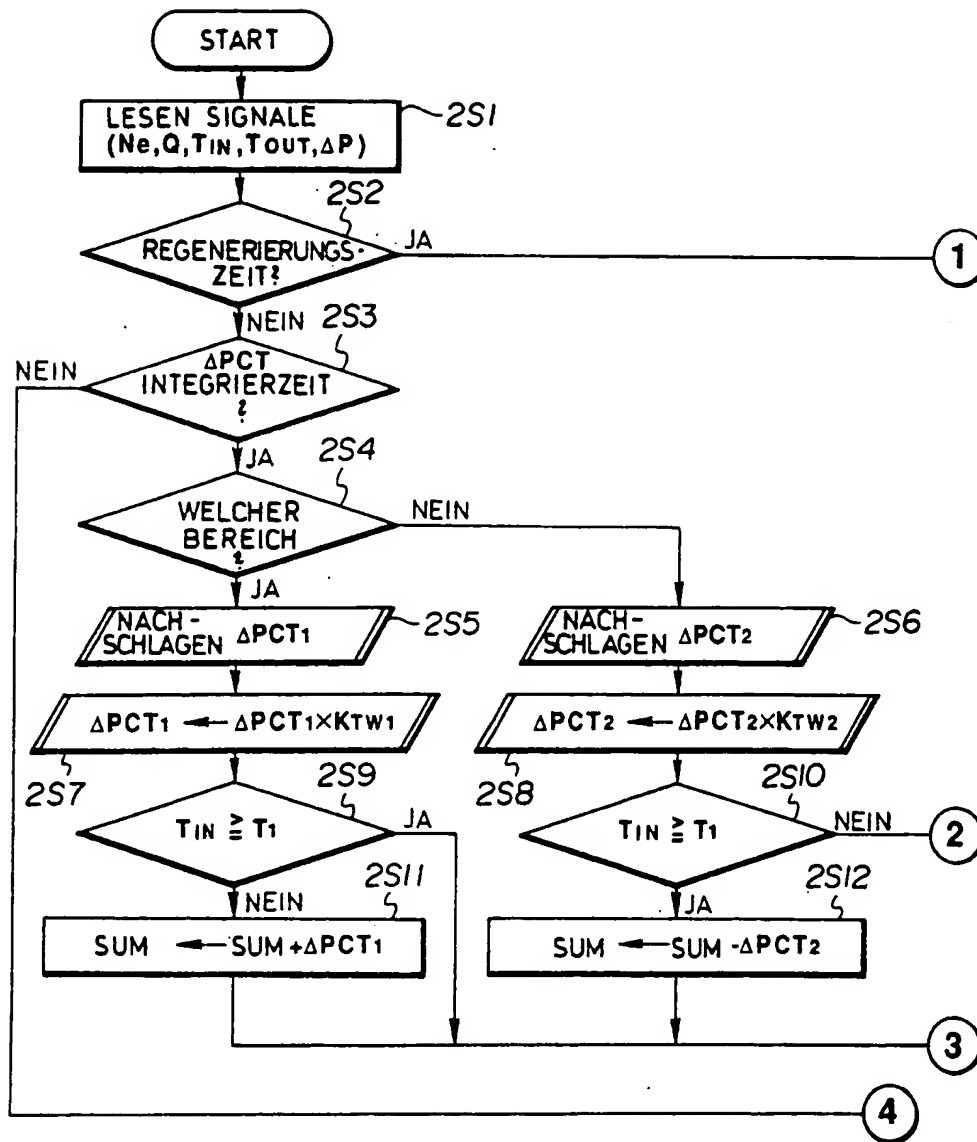 START
LESEN SIGNALE
(Ne,Q,TIN,TOUT,ΔP)
2S1
2S2
REGENERIERUNGS-
ZEIT?
JA
1
NEIN
2S3
ΔPCT
INTEGRIERZEIT
?
NEIN
JA
2S4
WELCHER
BEREICH
?
NEIN
JA
NACH-
SCHLAGEN ΔPCT1
2S5
NACH-
SCHLAGEN ΔPCT2
2S6
ΔPCT1 ← ΔPCT1×KTW1
2S7
ΔPCT2 ← ΔPCT2×KTW2
2S8
2S9
TIN ≧ T1
JA
2S10
TIN ≧ T1
NEIN
2
NEIN
2S11
SUM ← SUM+ΔPCT1
JA
2S12
SUM ← SUM -ΔPCT2
3
4